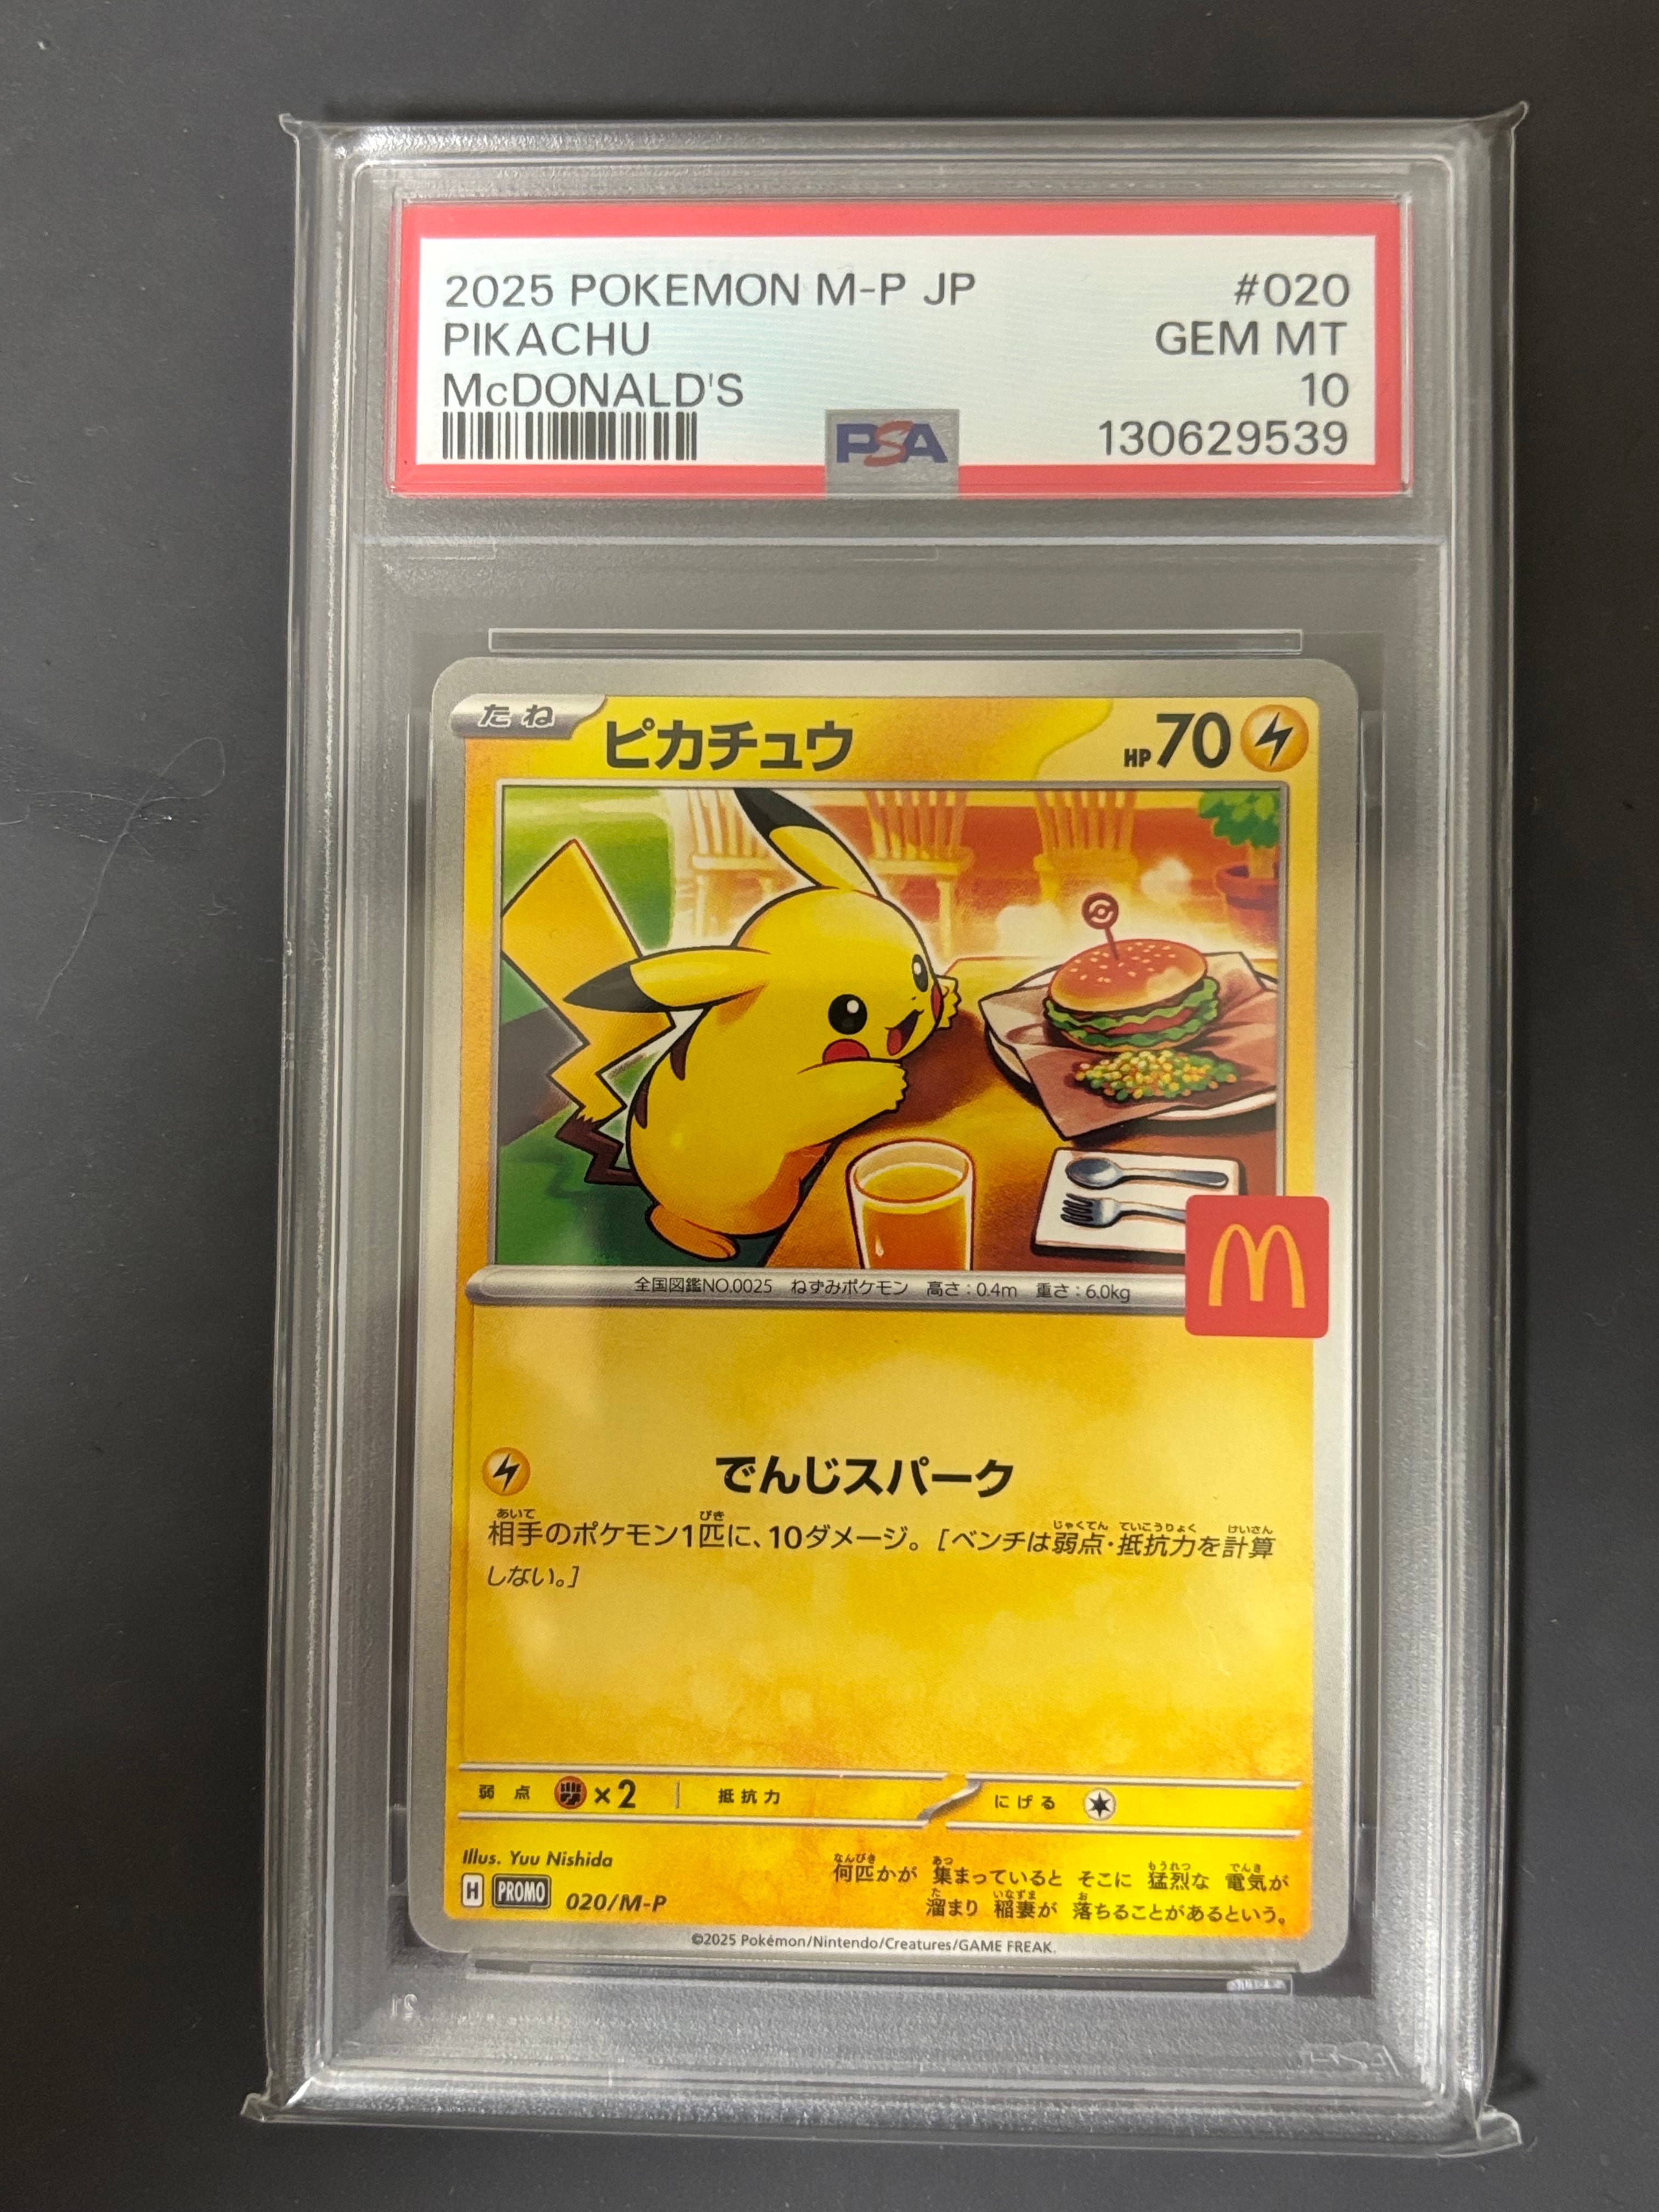 2025 POKEMON M-P JP #020
PIKACHU GEM MT
McDONALD'S 10
PSA 130629539
たね ピカチュウ HP70
M
全国図鑑NO.0025 ねずみポケモン 高さ:0.4m 重さ:6.0kg
でんじスパーク
相手のポケモン1匹に、10ダメージ。[ベンチは弱点・抵抗力を計算
しない。]
弱点 ×2 抵抗力 にげる
Illus. Yuu Nishida
H PROMO 020/M-P
何匹かが 集まっていると そこに 猛烈な 電気が
溜まり 稲妻が 落ちることがあるという。
©2025 Pokémon/Nintendo/Creatures/GAME FREAK.